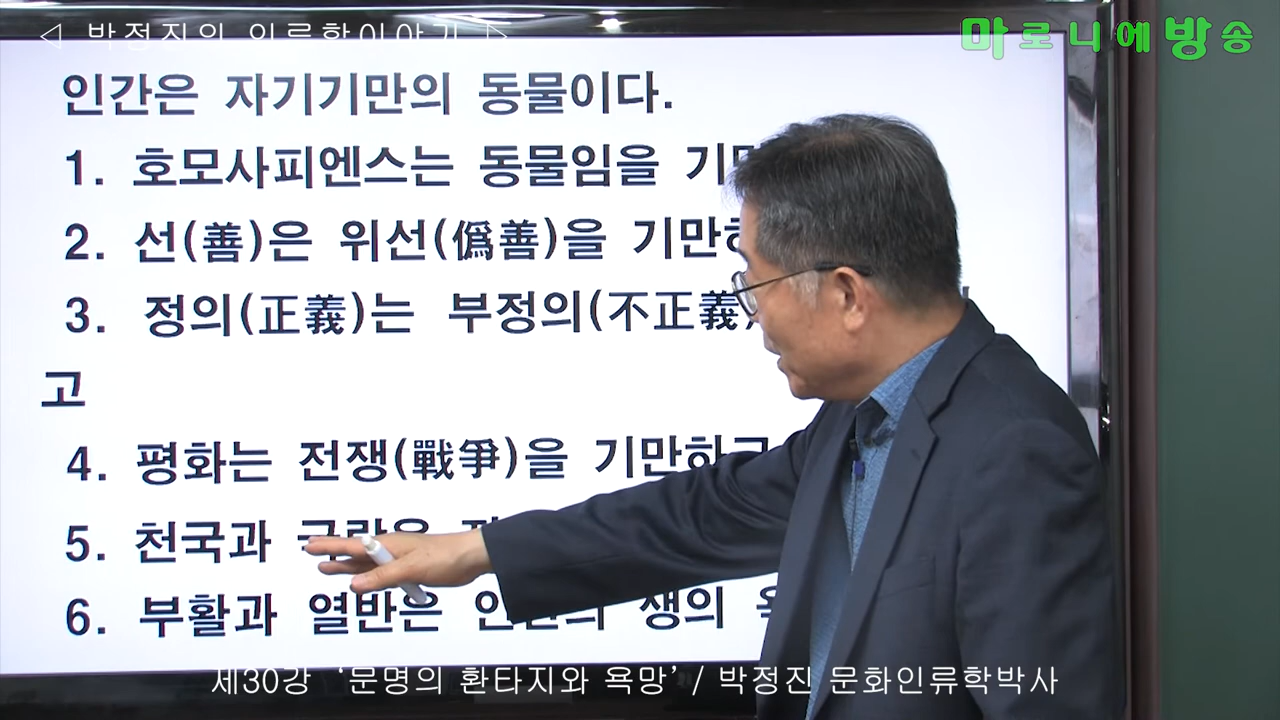 ◁ 박정진의 인류학이야기 ▷
마로니에방송
인간은 자기기만의 동물이다.
1. 호모사피엔스는 동물임을
2. 선(善)은 위선(僞善)을
3. 정의(正義)는 부정의(不正義)
고
4. 평화는 전쟁(戰爭)을 기만하고
5. 천국과
6. 부활과 열반은 생의
제30강 ‘문명의 환타지와 욕망’ / 박정진 문화인류학박사